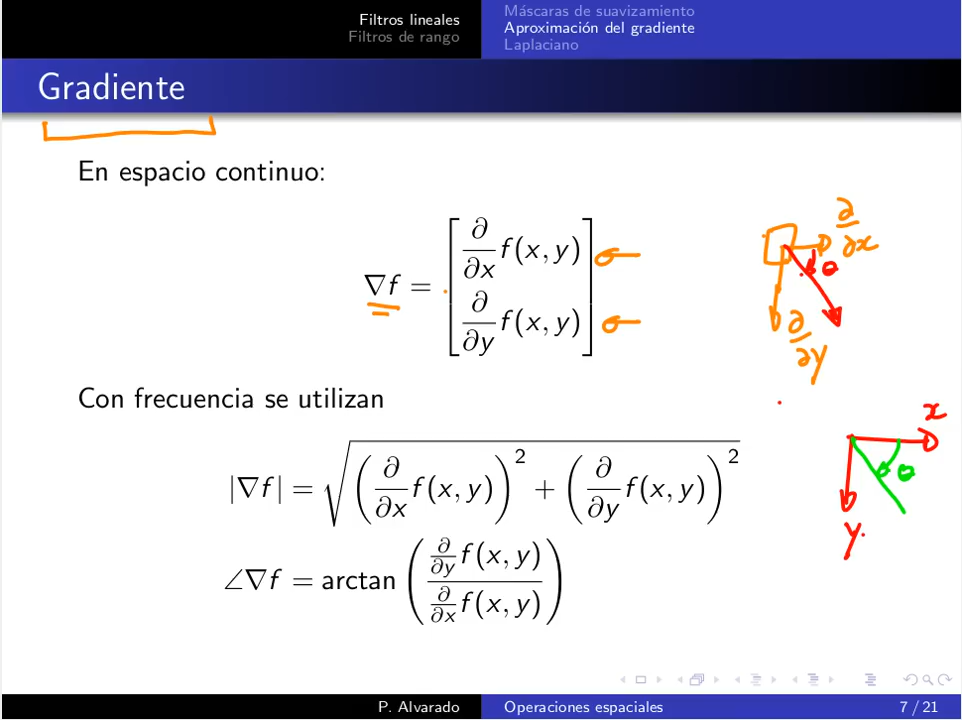 Filtros lineales
Filtros de rango
Máscaras de suavizamiento
Aproximación del gradiente
Laplaciano
Gradiente
En espacio continuo:
∇f = [ ∂/∂x f(x, y) ; ∂/∂y f(x, y) ]
∂/∂x
θ
∂/∂y
Con frecuencia se utilizan
|∇f| = √( (∂/∂x f(x, y))² + (∂/∂y f(x, y))² )
x
θ
y
∠∇f = arctan( (∂/∂y f(x, y)) / (∂/∂x f(x, y)) )
P. Alvarado
Operaciones espaciales
7 / 21